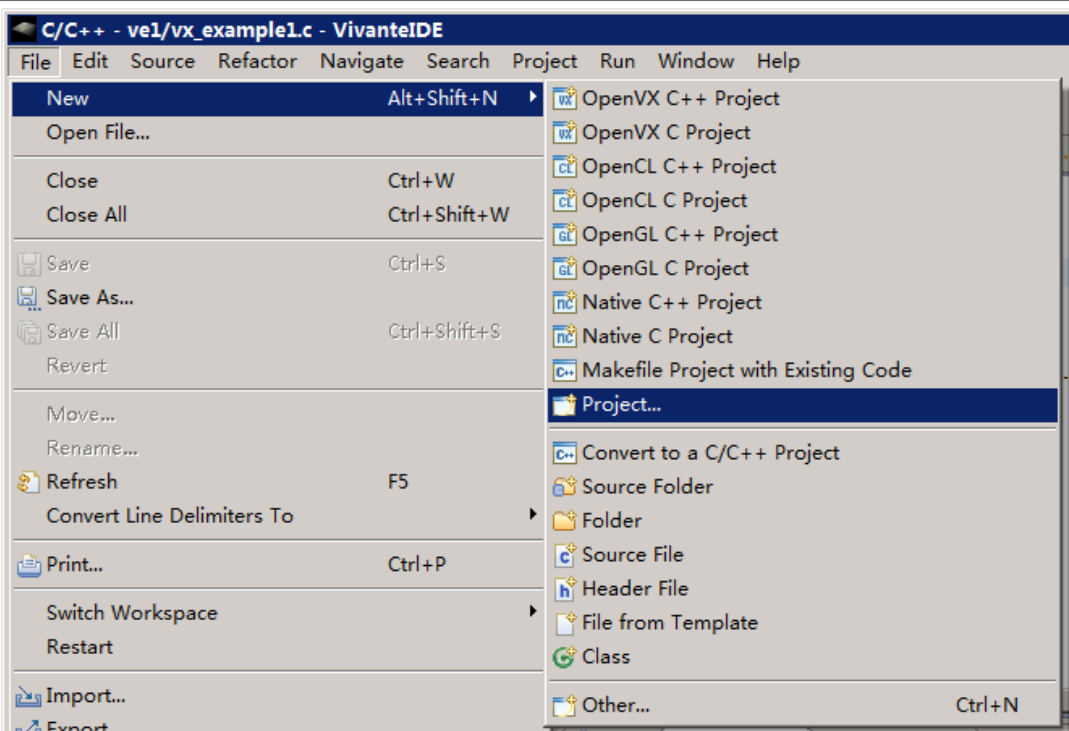 C/C++ - ve1/vx_example1.c - VivanteIDE
File Edit Source Refactor Navigate Search Project Run Window Help
New Alt+Shift+N
Open File...
Close Ctrl+W
Close All Ctrl+Shift+W
Save Ctrl+S
Save As...
Save All Ctrl+Shift+S
Revert
Move...
Rename...
Refresh F5
Convert Line Delimiters To
Print... Ctrl+P
Switch Workspace
Restart
Import...
Export
OpenVX C++ Project
OpenVX C Project
OpenCL C++ Project
OpenCL C Project
OpenGL C++ Project
OpenGL C Project
Native C++ Project
Native C Project
Makefile Project with Existing Code
Project...
Convert to a C/C++ Project
Source Folder
Folder
Source File
Header File
File from Template
Class
Other... Ctrl+N